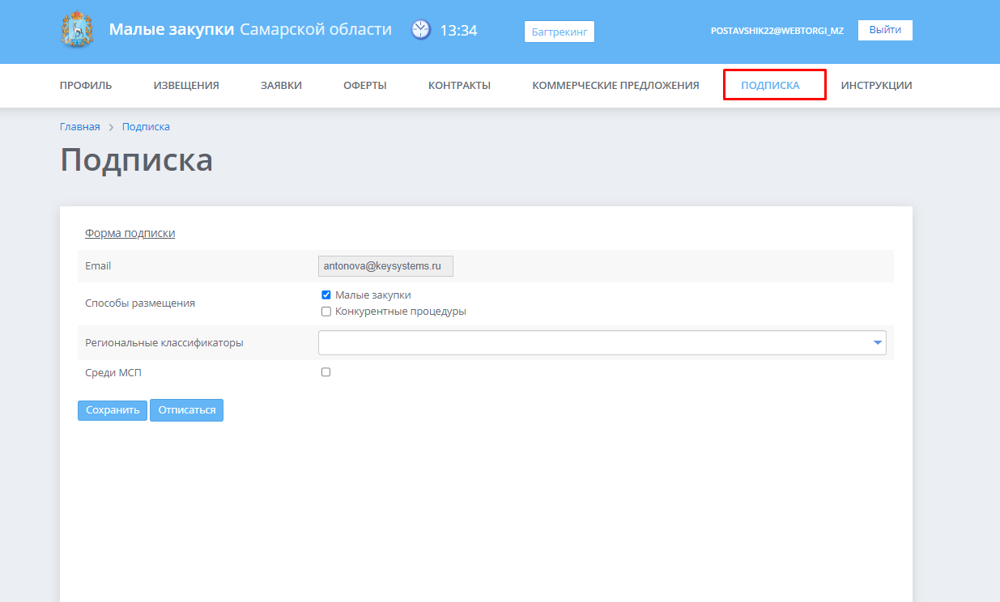 Малые закупки Самарской области 13:34 Багтрекинг POSTAVSHIK22@WEBTORGI_MZ Выйти
ПРОФИЛЬ ИЗВЕЩЕНИЯ ЗАЯВКИ ОФЕРТЫ КОНТРАКТЫ КОММЕРЧЕСКИЕ ПРЕДЛОЖЕНИЯ ПОДПИСКА ИНСТРУКЦИИ
Главная > Подписка
Подписка
Форма подписки
Email antonova@keysystems.ru
Способы размещения
Малые закупки
Конкурентные процедуры
Региональные классификаторы
Среди МСП
Сохранить Отписаться